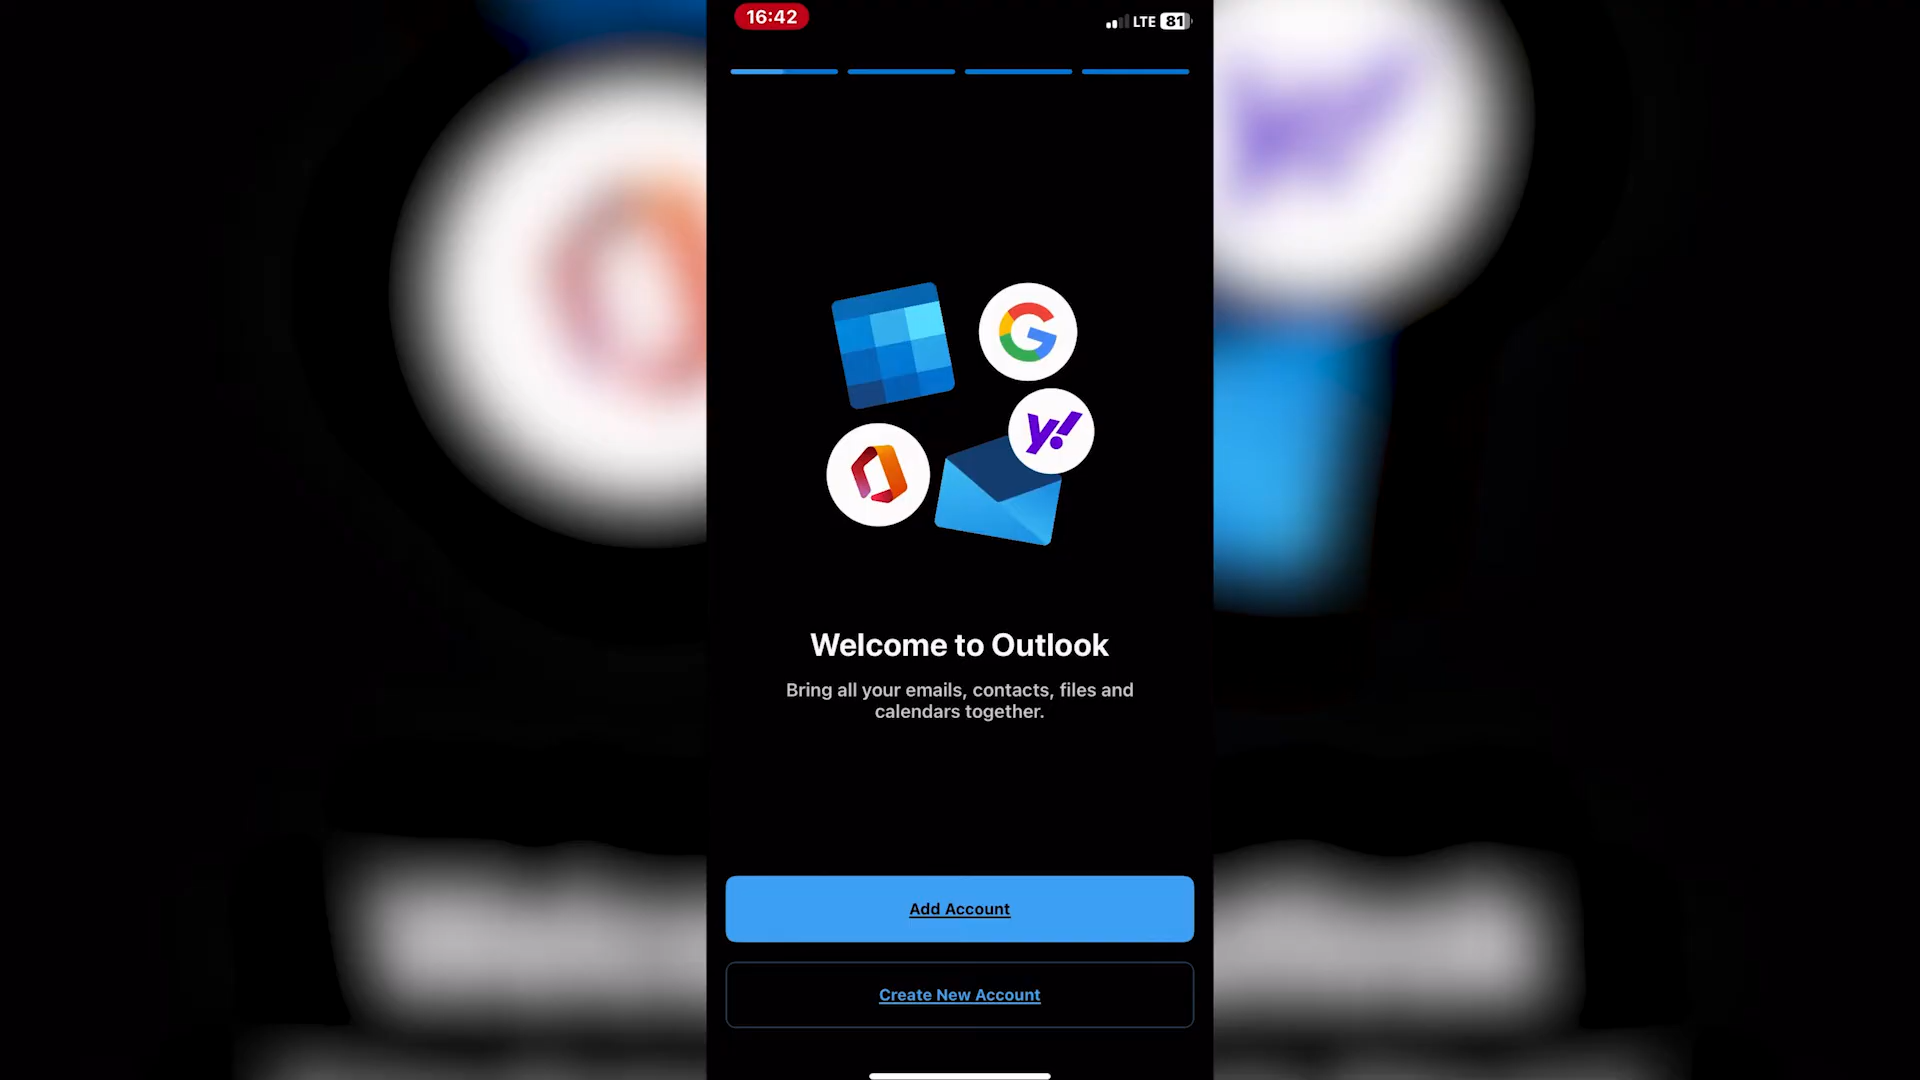 16:42
LTE 81
Welcome to Outlook
Bring all your emails, contacts, files and
calendars together.
Add Account
Create New Account